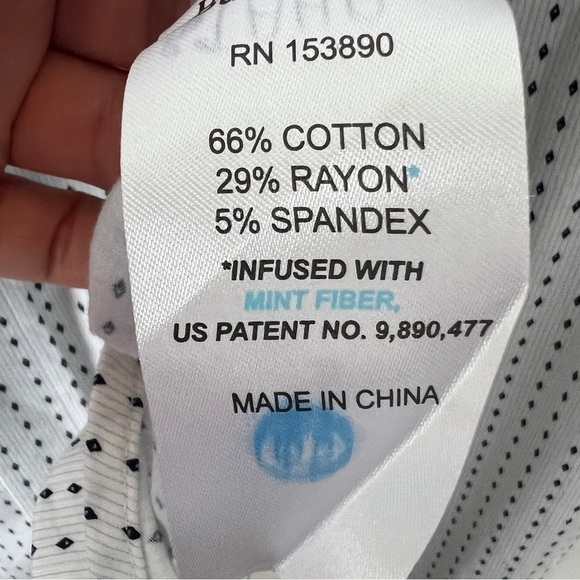 RN 153890
66% COTTON
29% RAYON*
5% SPANDEX
*INFUSED WITH
MINT FIBER,
US PATENT NO. 9,890,477
MADE IN CHINA